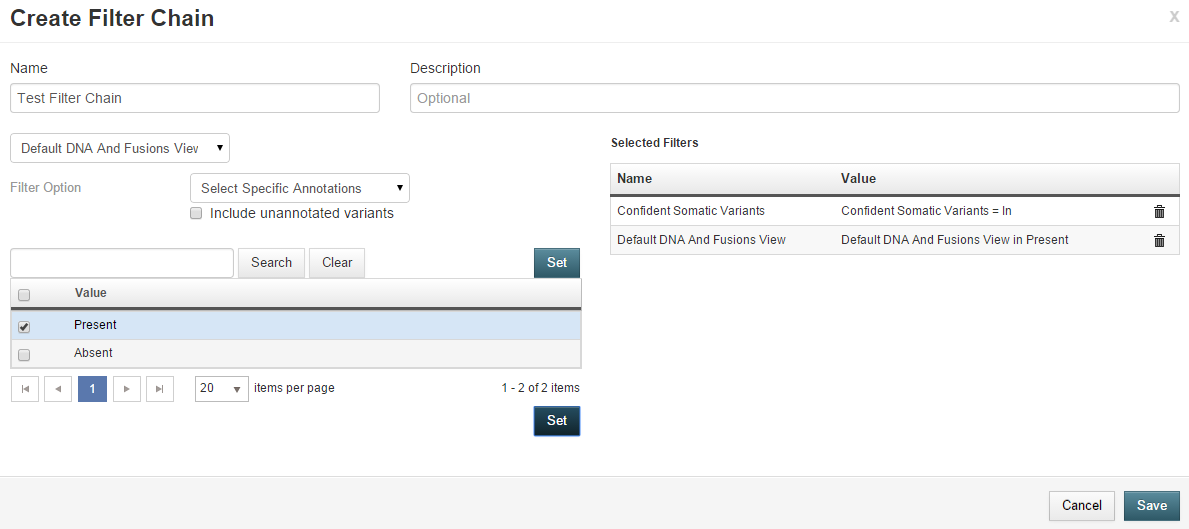 Create Filter Chain
x
Name Description
Test Filter Chain Optional
Default DNA And Fusions View
Selected Filters
Filter Option Select Specific Annotations
Include unannotated variants
Name Value
Confident Somatic Variants Confident Somatic Variants = In
Default DNA And Fusions View Default DNA And Fusions View in Present
Search Clear Set
Value
Present
Absent
1 20 items per page 1 - 2 of 2 items
Set
Cancel Save